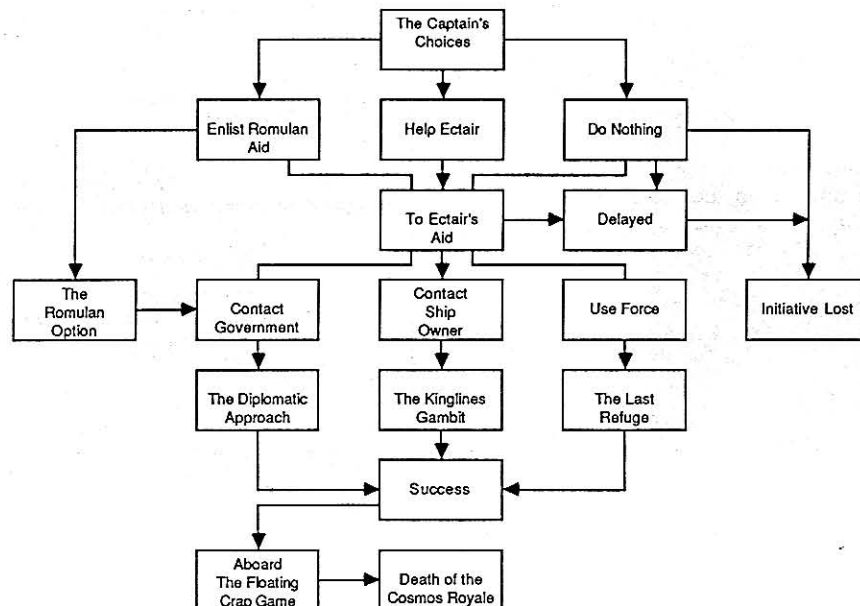 The Captain's
Choices
Enlist Romulan
Aid
Help Ectair
Do Nothing
To Ectair's
Aid
Delayed
The
Romulan
Option
Contact
Government
Contact
Ship
Owner
Use Force
Initiative Lost
The Diplomatic
Approach
The Kinglines
Gambit
The Last
Refuge
Success
Aboard
The Floating
Crap Game
Death of the
Cosmos Royale